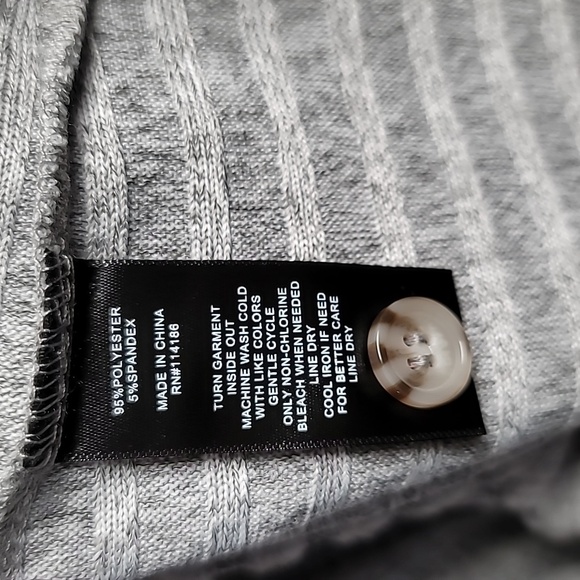 95%POLYESTER
5%SPANDEX
MADE IN CHINA
RN#114186
TURN GARMENT
INSIDE OUT
MACHINE WASH COLD
WITH LIKE COLORS
GENTLE CYCLE
ONLY NON-CHLORINE
BLEACH WHEN NEEDED
LINE DRY
COOL IRON IF NEED
FOR BETTER CARE
LINE DRY